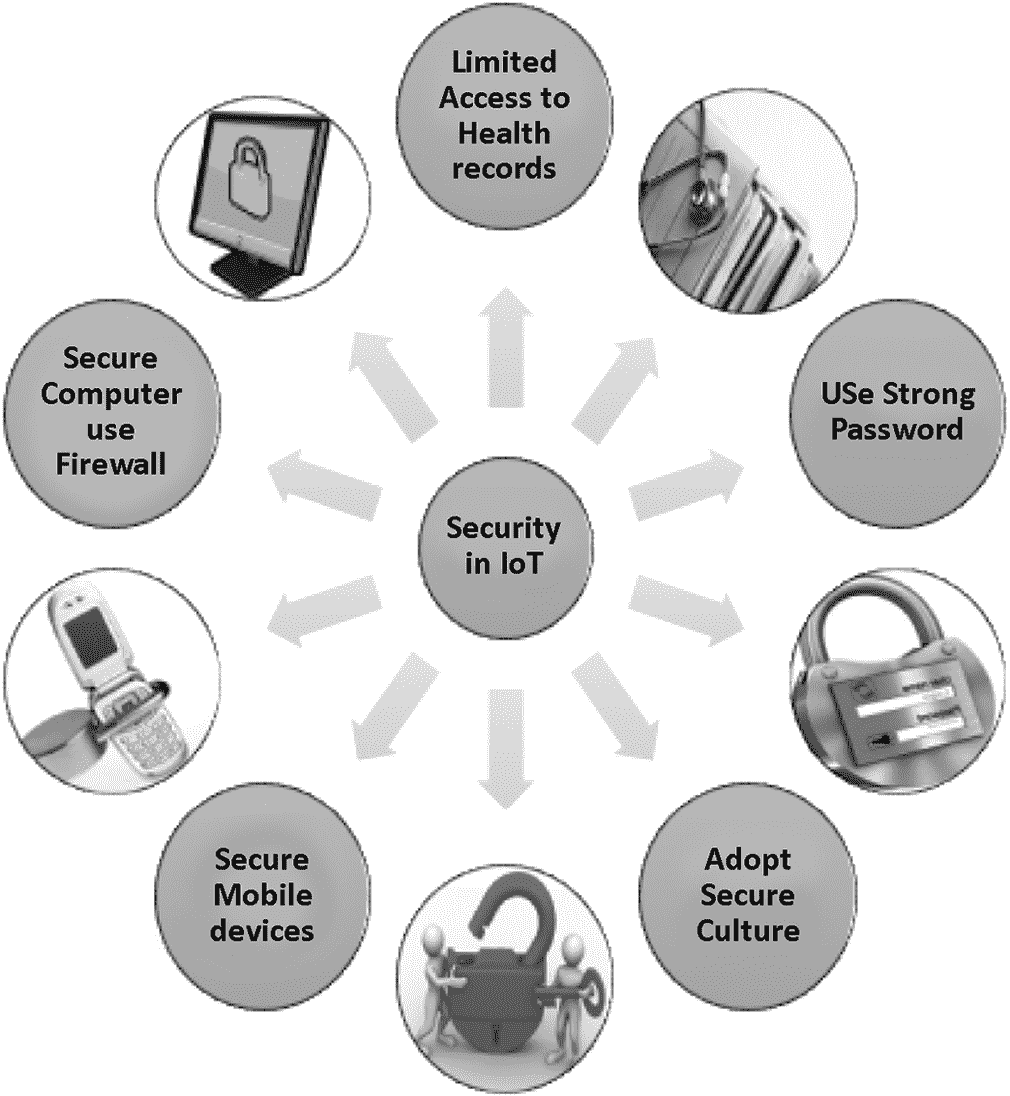 Limited
Access to
Health
records
USe Strong
Password
Adopt
Secure
Culture
Secure
Mobile
devices
Secure
Computer
use
Firewall
Security
in IoT